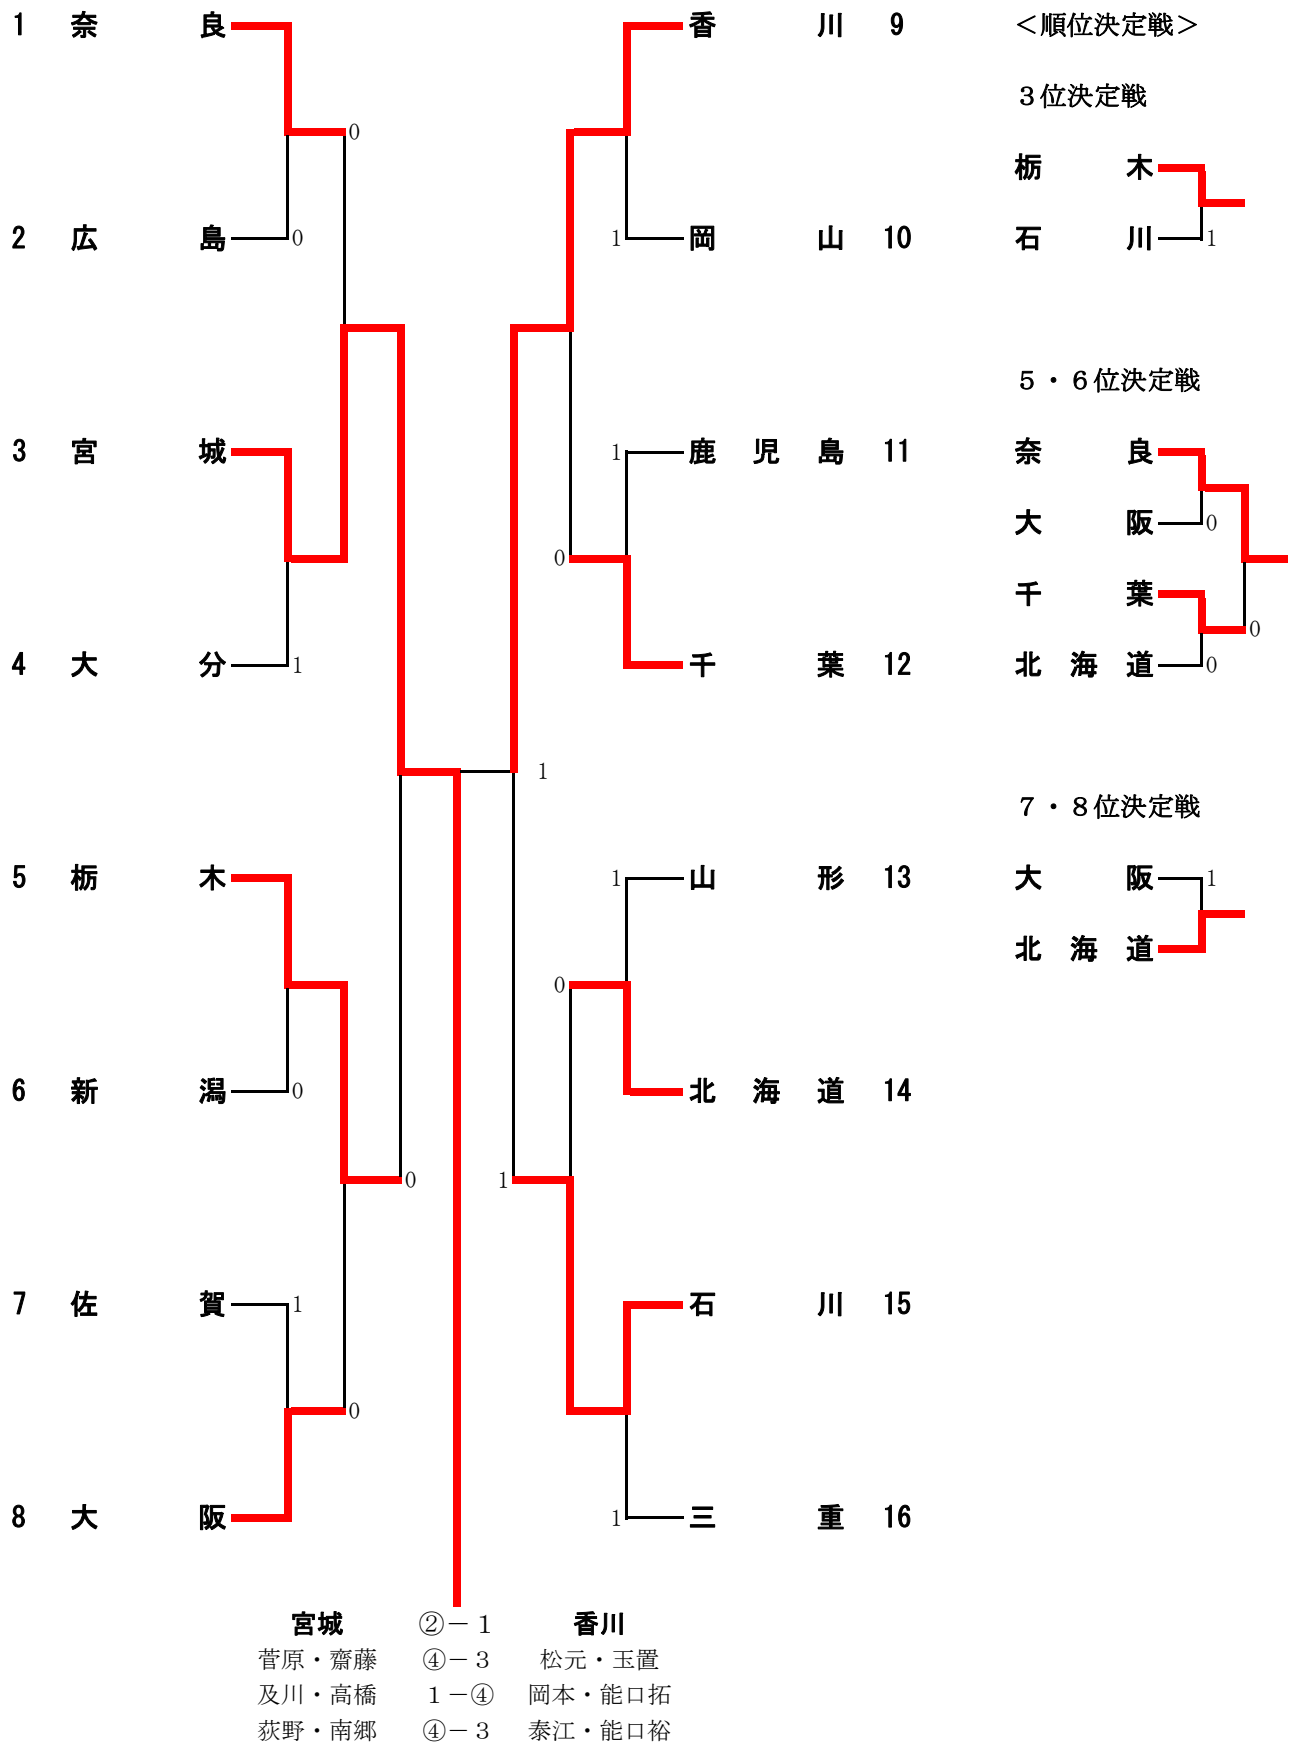 1 奈良
0
2 広島 0
3 宮城
4 大分 1
5 栃木
6 新潟 0
0
7 佐賀 1
0
8 大阪
1
香川 9
1 岡山 10
1 鹿児島 11
0
千葉 12
1 山形 13
0
北海道 14
1
石川 15
1 三重 16
<順位決定戦>
3位決定戦
栃木
石川 1
5・6位決定戦
奈良
大阪 0
千葉
0
北海道 0
7・8位決定戦
大阪 1
北海道
宮城 ②－1 香川
菅原・齋藤 ④－3 松元・玉置
及川・高橋 1－④ 岡本・能口拓
荻野・南郷 ④－3 泰江・能口裕